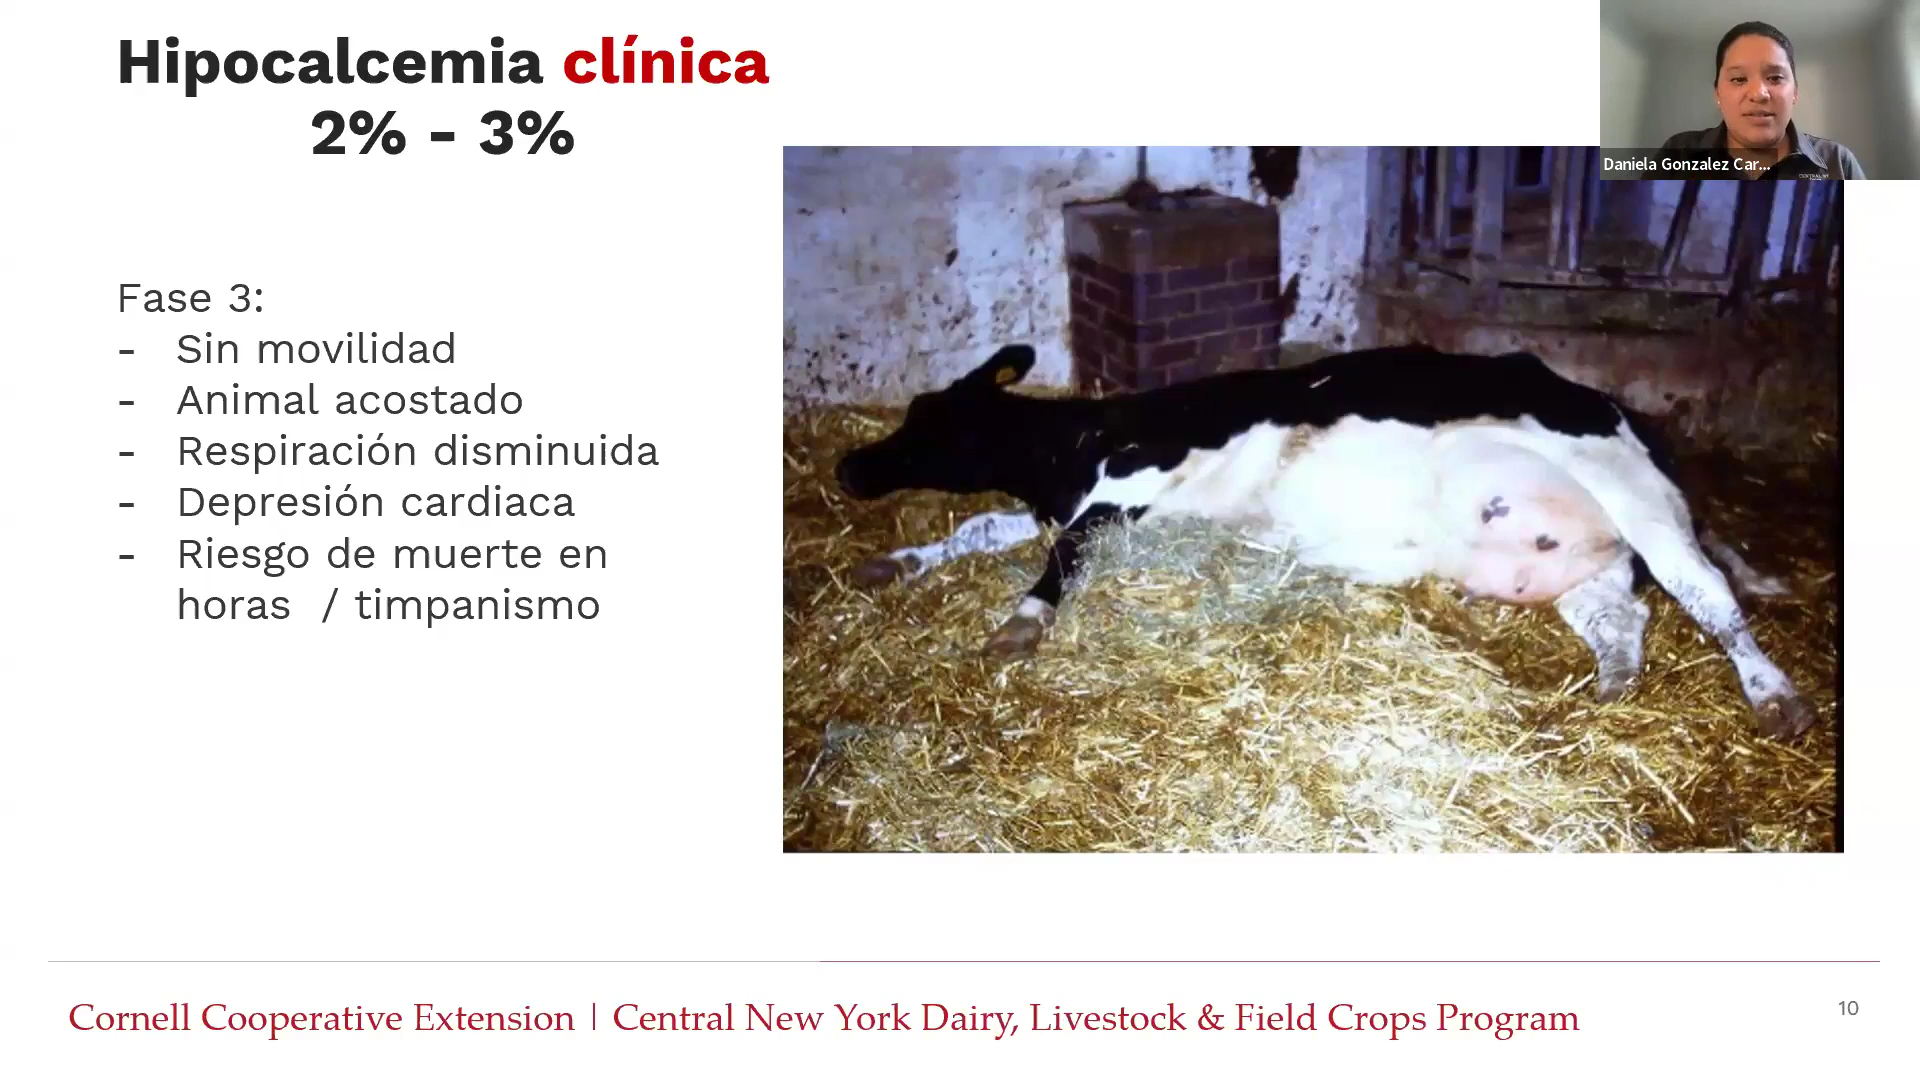 Hipocalcemia clínica
2% - 3%
Daniela Gonzalez Car...
Fase 3:
- Sin movilidad
- Animal acostado
- Respiración disminuida
- Depresión cardiaca
- Riesgo de muerte en
horas / timpanismo
Cornell Cooperative Extension | Central New York Dairy, Livestock & Field Crops Program
10